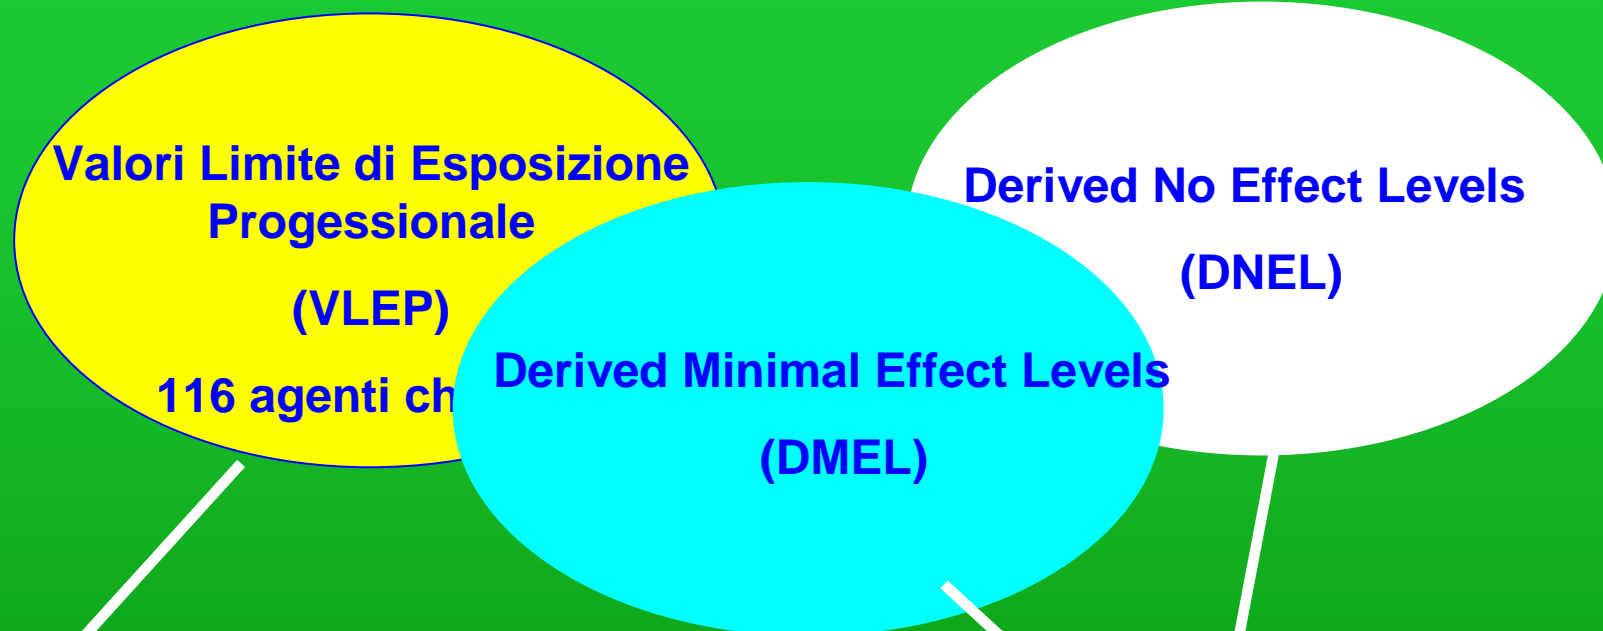 Valori Limite di Esposizione
Progessionale
(VLEP)
116 agenti ch
Derived Minimal Effect Levels
(DMEL)
Derived No Effect Levels
(DNEL)